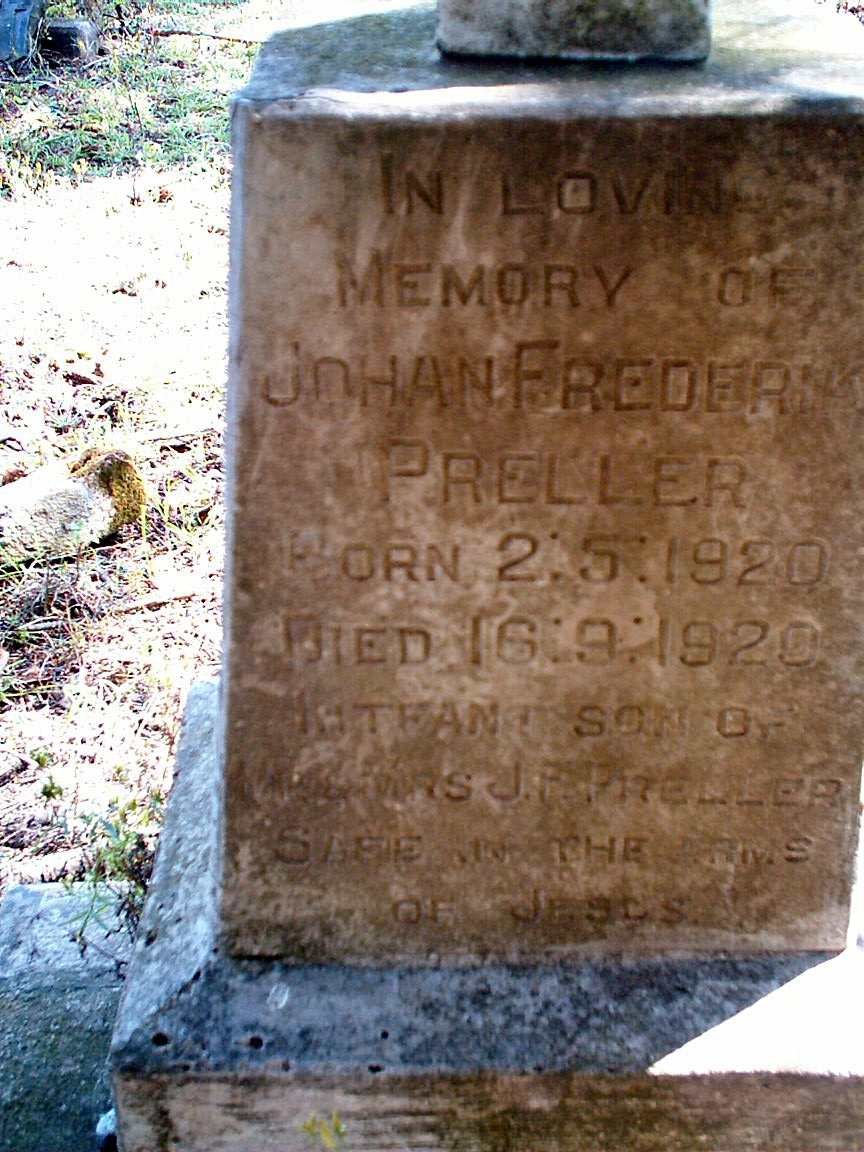 IN LOVING
MEMORY OF
JOHAN FREDERIK
PRELLER
BORN 2:5:1920
DIED 16:9:1920
INTFANT SON OF
MR & MRS J.F. PRELLER
SAFE IN THE ARMS
OF JESUS.